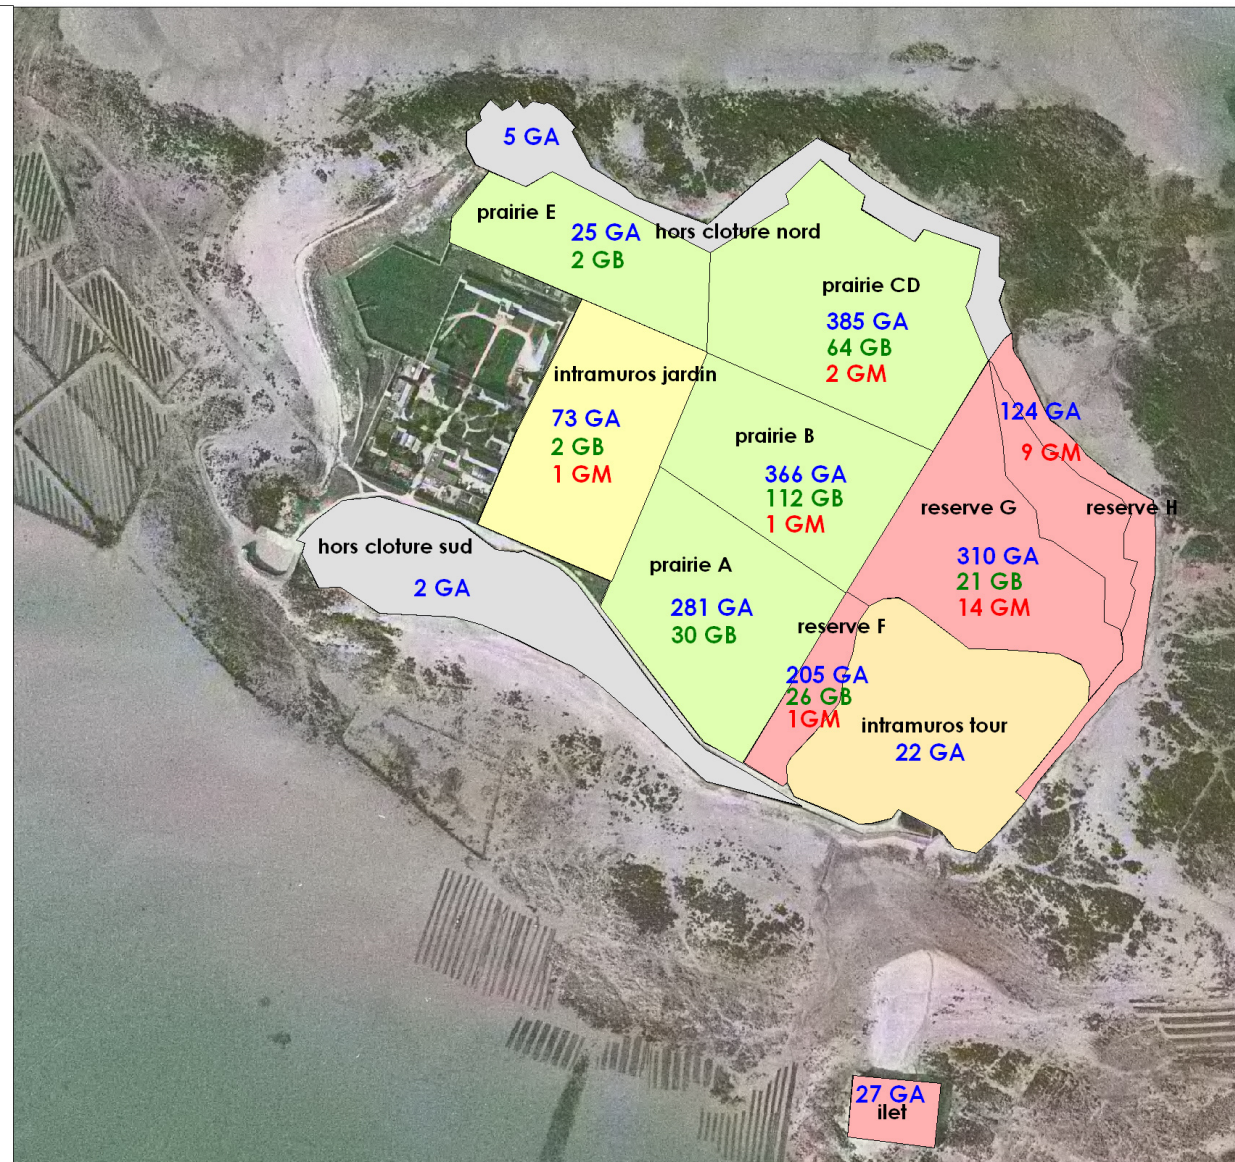 5 GA
prairie E
25 GA
2 GB
hors cloture nord
prairie CD
385 GA
64 GB
2 GM
intramuros jardin
73 GA
2 GB
1 GM
124 GA
9 GM
reserve H
prairie B
366 GA
112 GB
1 GM
reserve G
310 GA
21 GB
14 GM
hors cloture sud
2 GA
prairie A
281 GA
30 GB
reserve F
205 GA
26 GB
1GM
intramuros tour
22 GA
27 GA
ilet